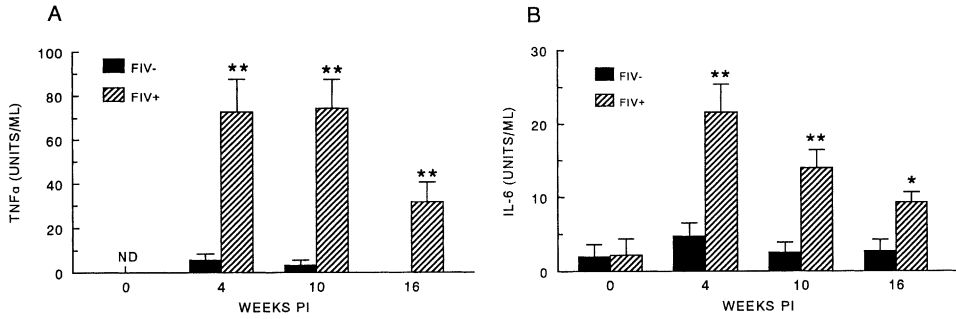 A
TNFα (UNITS/ML)
100
80
60
40
20
0
FIV-
FIV+
ND
**
**
**
0 4 10 16
WEEKS PI
B
IL-6 (UNITS/ML)
30
20
10
0
FIV-
FIV+
**
**
*
0 4 10 16
WEEKS PI